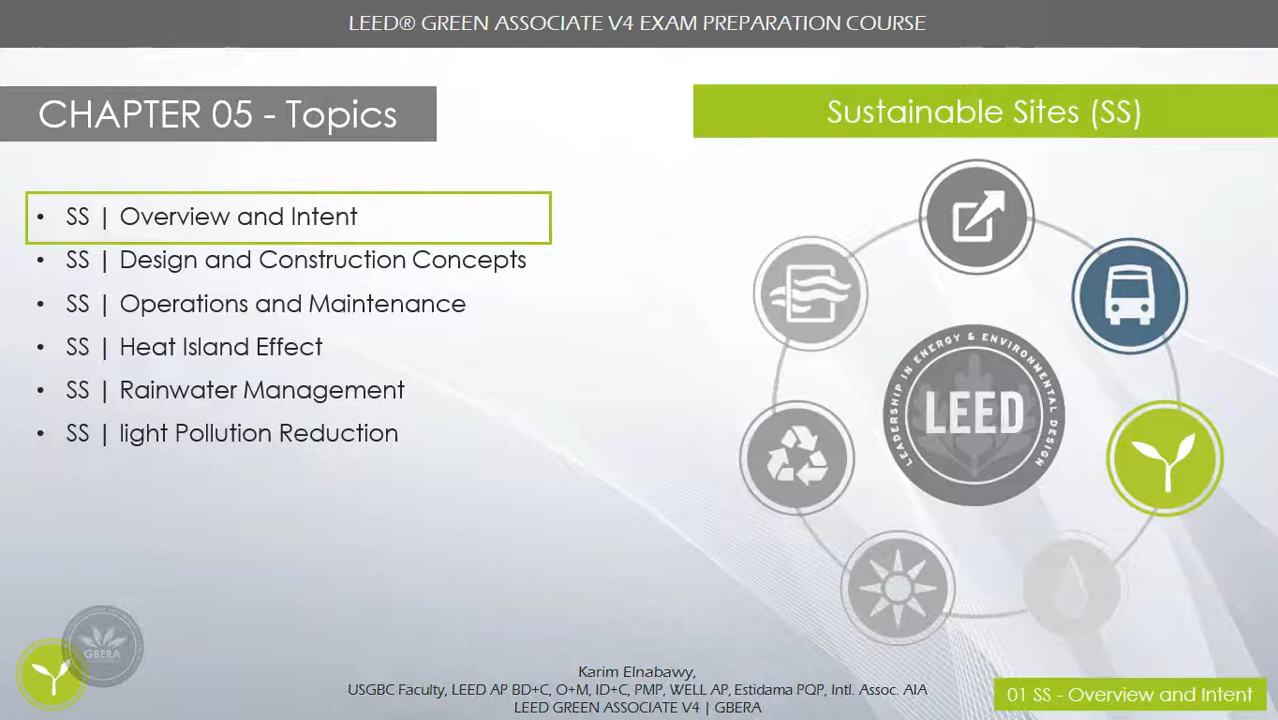 LEED® GREEN ASSOCIATE V4 EXAM PREPARATION COURSE
CHAPTER 05 - Topics
Sustainable Sites (SS)
• SS | Overview and Intent
• SS | Design and Construction Concepts
• SS | Operations and Maintenance
• SS | Heat Island Effect
• SS | Rainwater Management
• SS | light Pollution Reduction
LEADERSHIP IN ENERGY & ENVIRONMENTAL DESIGN
LEED
GBERA
Karim Elnabawy,
USGBC Faculty, LEED AP BD+C, O+M, ID+C, PMP, WELL AP, Estidama PQP, Intl. Assoc. AIA
LEED GREEN ASSOCIATE V4 | GBERA
01 SS - Overview and Intent